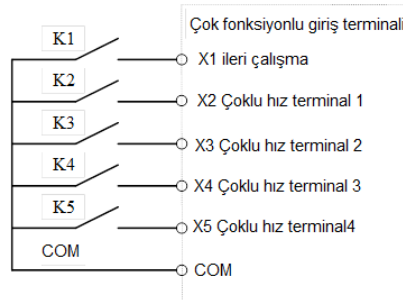 Çok fonksiyonlu giriş terminali
K1
X1 ileri çalışma
K2
X2 Çoklu hız terminal 1
K3
X3 Çoklu hız terminal 2
K4
X4 Çoklu hız terminal 3
K5
X5 Çoklu hız terminal4
COM
COM